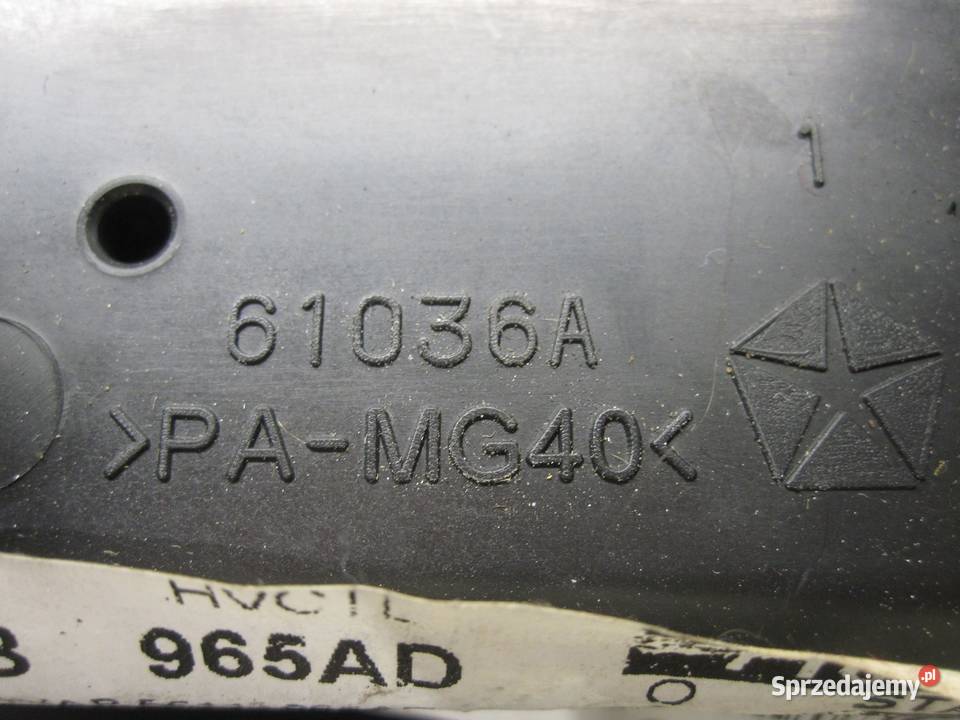 1
61036A
>PA-MG40<
HVCTL
965AD
Sprzedajemy.pl